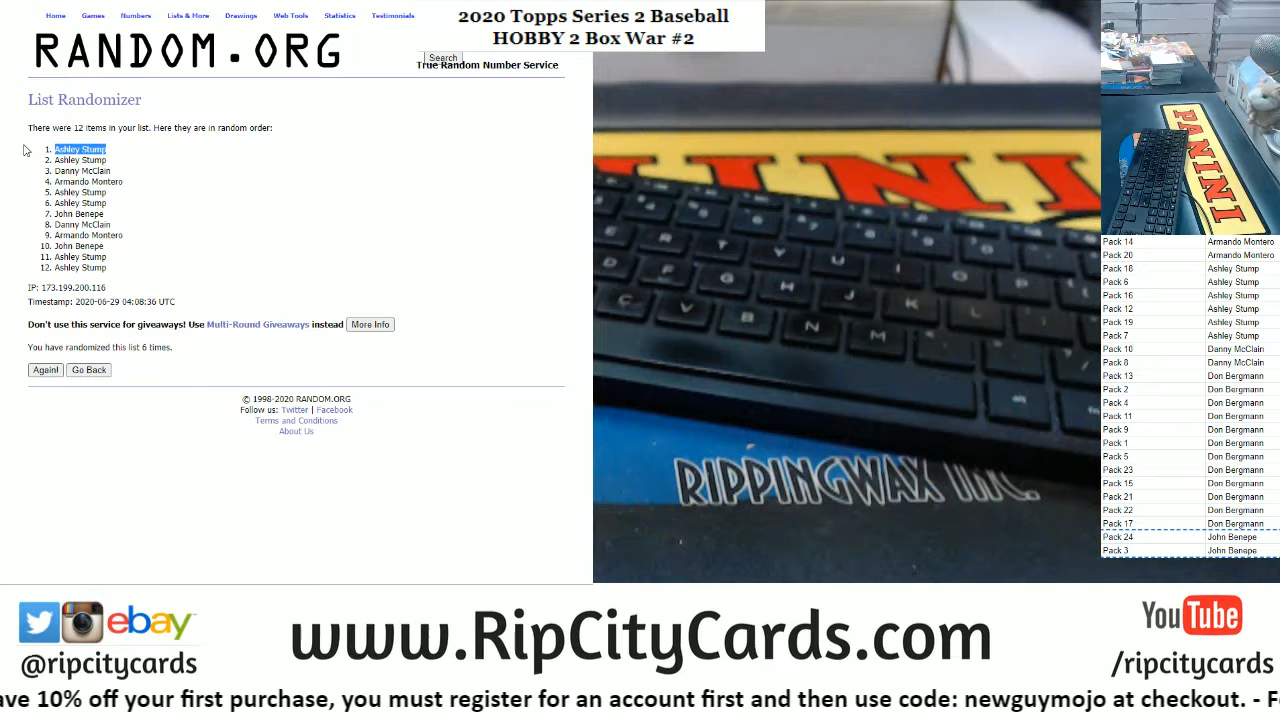 Home Games Numbers Lists & More Drawings Web Tools Statistics Testimonials
2020 Topps Series 2 Baseball
HOBBY 2 Box War #2
RANDOM.ORG
Search
True Random Number Service
List Randomizer
There were 12 items in your list. Here they are in random order:
1. Ashley Stump
2. Ashley Stump
3. Danny McClain
4. Armando Montero
5. Ashley Stump
6. Ashley Stump
7. John Benepe
8. Danny McClain
9. Armando Montero
10. John Benepe
11. Ashley Stump
12. Ashley Stump
IP: 173.199.200.116
Timestamp: 2020-06-29 04:08:36 UTC
Don't use this service for giveaways! Use Multi-Round Giveaways instead More Info
You have randomized this list 6 times.
Again! Go Back
© 1998-2020 RANDOM.ORG
Follow us: Twitter | Facebook
Terms and Conditions
About Us
RIPPINGWAX INC.
PANINI
Pack 14 Armando Montero
Pack 20 Armando Montero
Pack 18 Ashley Stump
Pack 6 Ashley Stump
Pack 16 Ashley Stump
Pack 12 Ashley Stump
Pack 19 Ashley Stump
Pack 7 Ashley Stump
Pack 10 Danny McClain
Pack 8 Danny McClain
Pack 13 Don Bergmann
Pack 2 Don Bergmann
Pack 4 Don Bergmann
Pack 11 Don Bergmann
Pack 9 Don Bergmann
Pack 1 Don Bergmann
Pack 5 Don Bergmann
Pack 23 Don Bergmann
Pack 15 Don Bergmann
Pack 21 Don Bergmann
Pack 22 Don Bergmann
Pack 17 Don Bergmann
Pack 24 John Benepe
Pack 3 John Benepe
ebay
@ripcitycards
www.RipCityCards.com
YouTube
/ripcitycards
ave 10% off your first purchase, you must register for an account first and then use code: newguymojo at checkout. - F